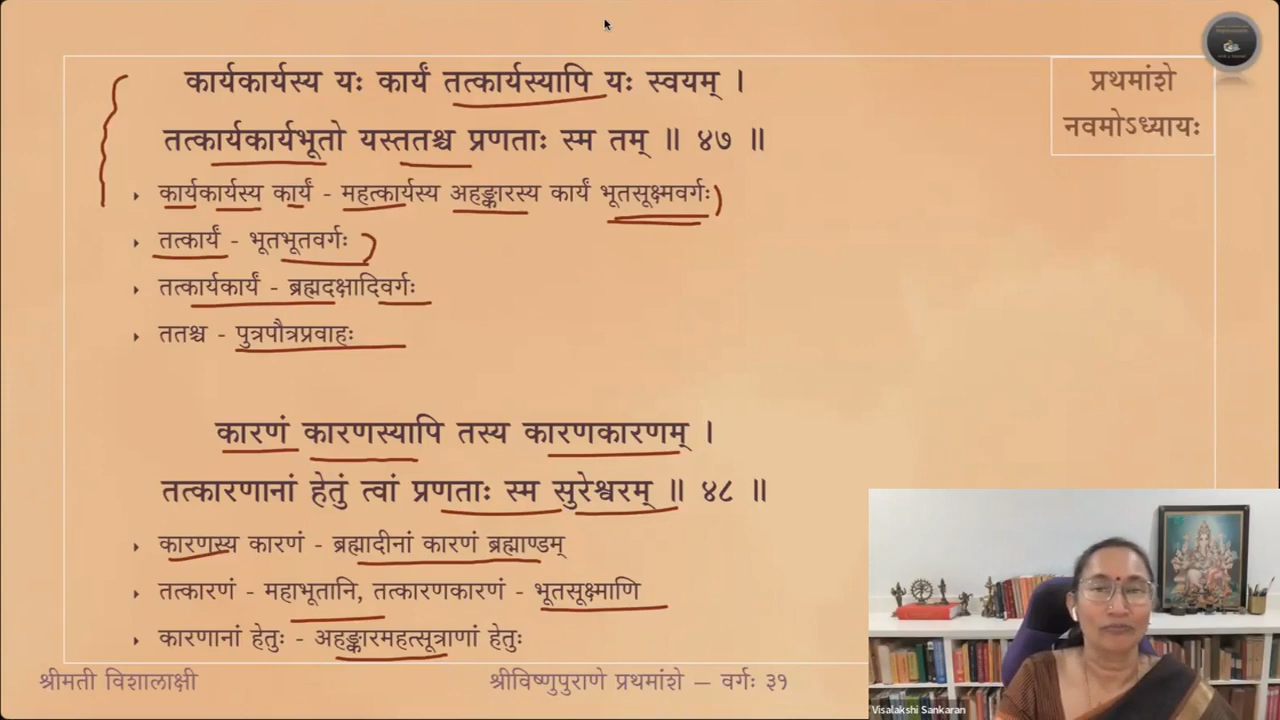 कार्यकार्यस्य यः कार्यं तत्कार्यस्यापि यः स्वयम् ।
तत्कार्यकार्यभूतो यस्ततश्च प्रणताः स्म तम् ॥ ४७ ॥
कार्यकार्यस्य कार्यं - महत्कार्यस्य अहङ्कारस्य कार्यं भूतसूक्ष्मवर्गः
तत्कार्यं - भूतभूतवर्गः
तत्कार्यकार्यं - ब्रह्मदक्षादिवर्गः
ततश्च - पुत्रपौत्रप्रवाहः
कारणं कारणस्यापि तस्य कारणकारणम् ।
तत्कारणानां हेतुं त्वां प्रणताः स्म सुरेश्वरम् ॥ ४८ ॥
कारणस्य कारणं - ब्रह्मादीनां कारणं ब्रह्माण्डम्
तत्कारणं - महाभूतानि, तत्कारणकारणं - भूतसूक्ष्माणि
कारणानां हेतुः - अहङ्कारमहत्सूत्राणां हेतुः
प्रथमांशे
नवमोऽध्यायः
श्रीमती विशालाक्षी
श्रीविष्णुपुराणे प्रथमांशे – वर्गः ३१
Visalakshi Sankaran